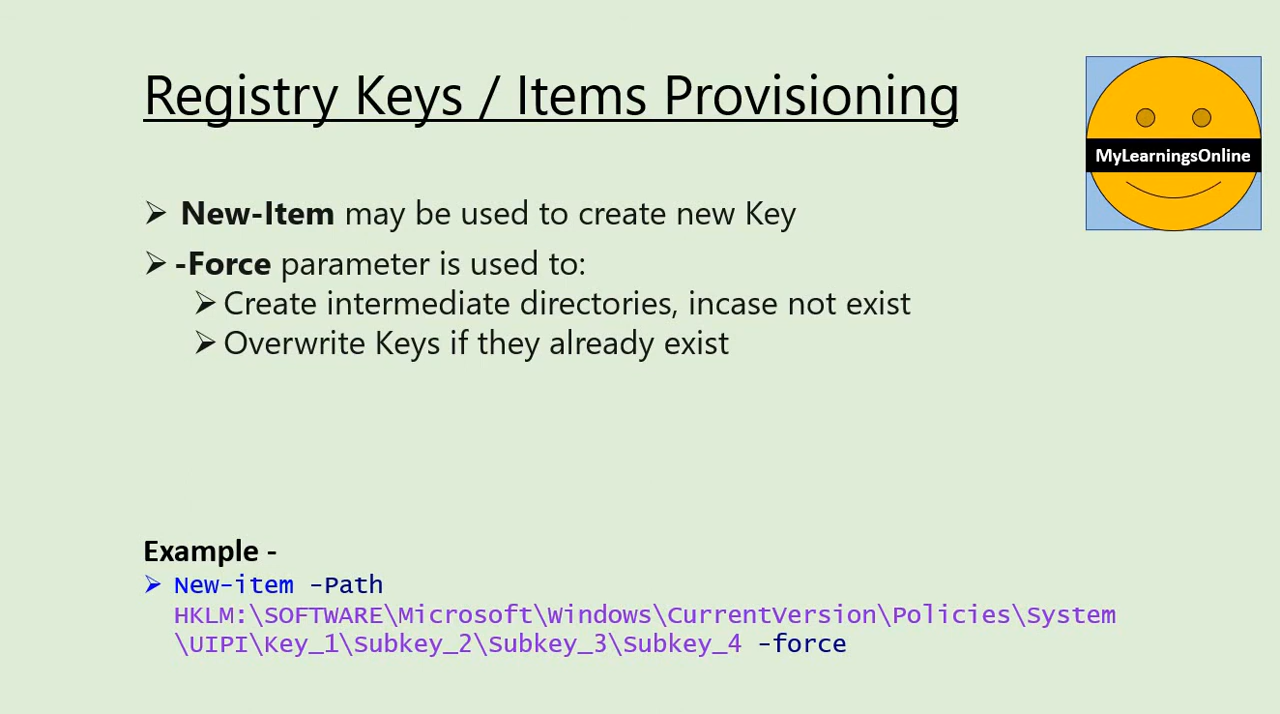 Registry Keys / Items Provisioning
MyLearningsOnline
➢ New-Item may be used to create new Key
➢ -Force parameter is used to:
➢ Create intermediate directories, incase not exist
➢ Overwrite Keys if they already exist
Example -
➢ New-item -Path
HKLM:\SOFTWARE\Microsoft\Windows\CurrentVersion\Policies\System
\UIPI\Key_1\Subkey_2\Subkey_3\Subkey_4 -force